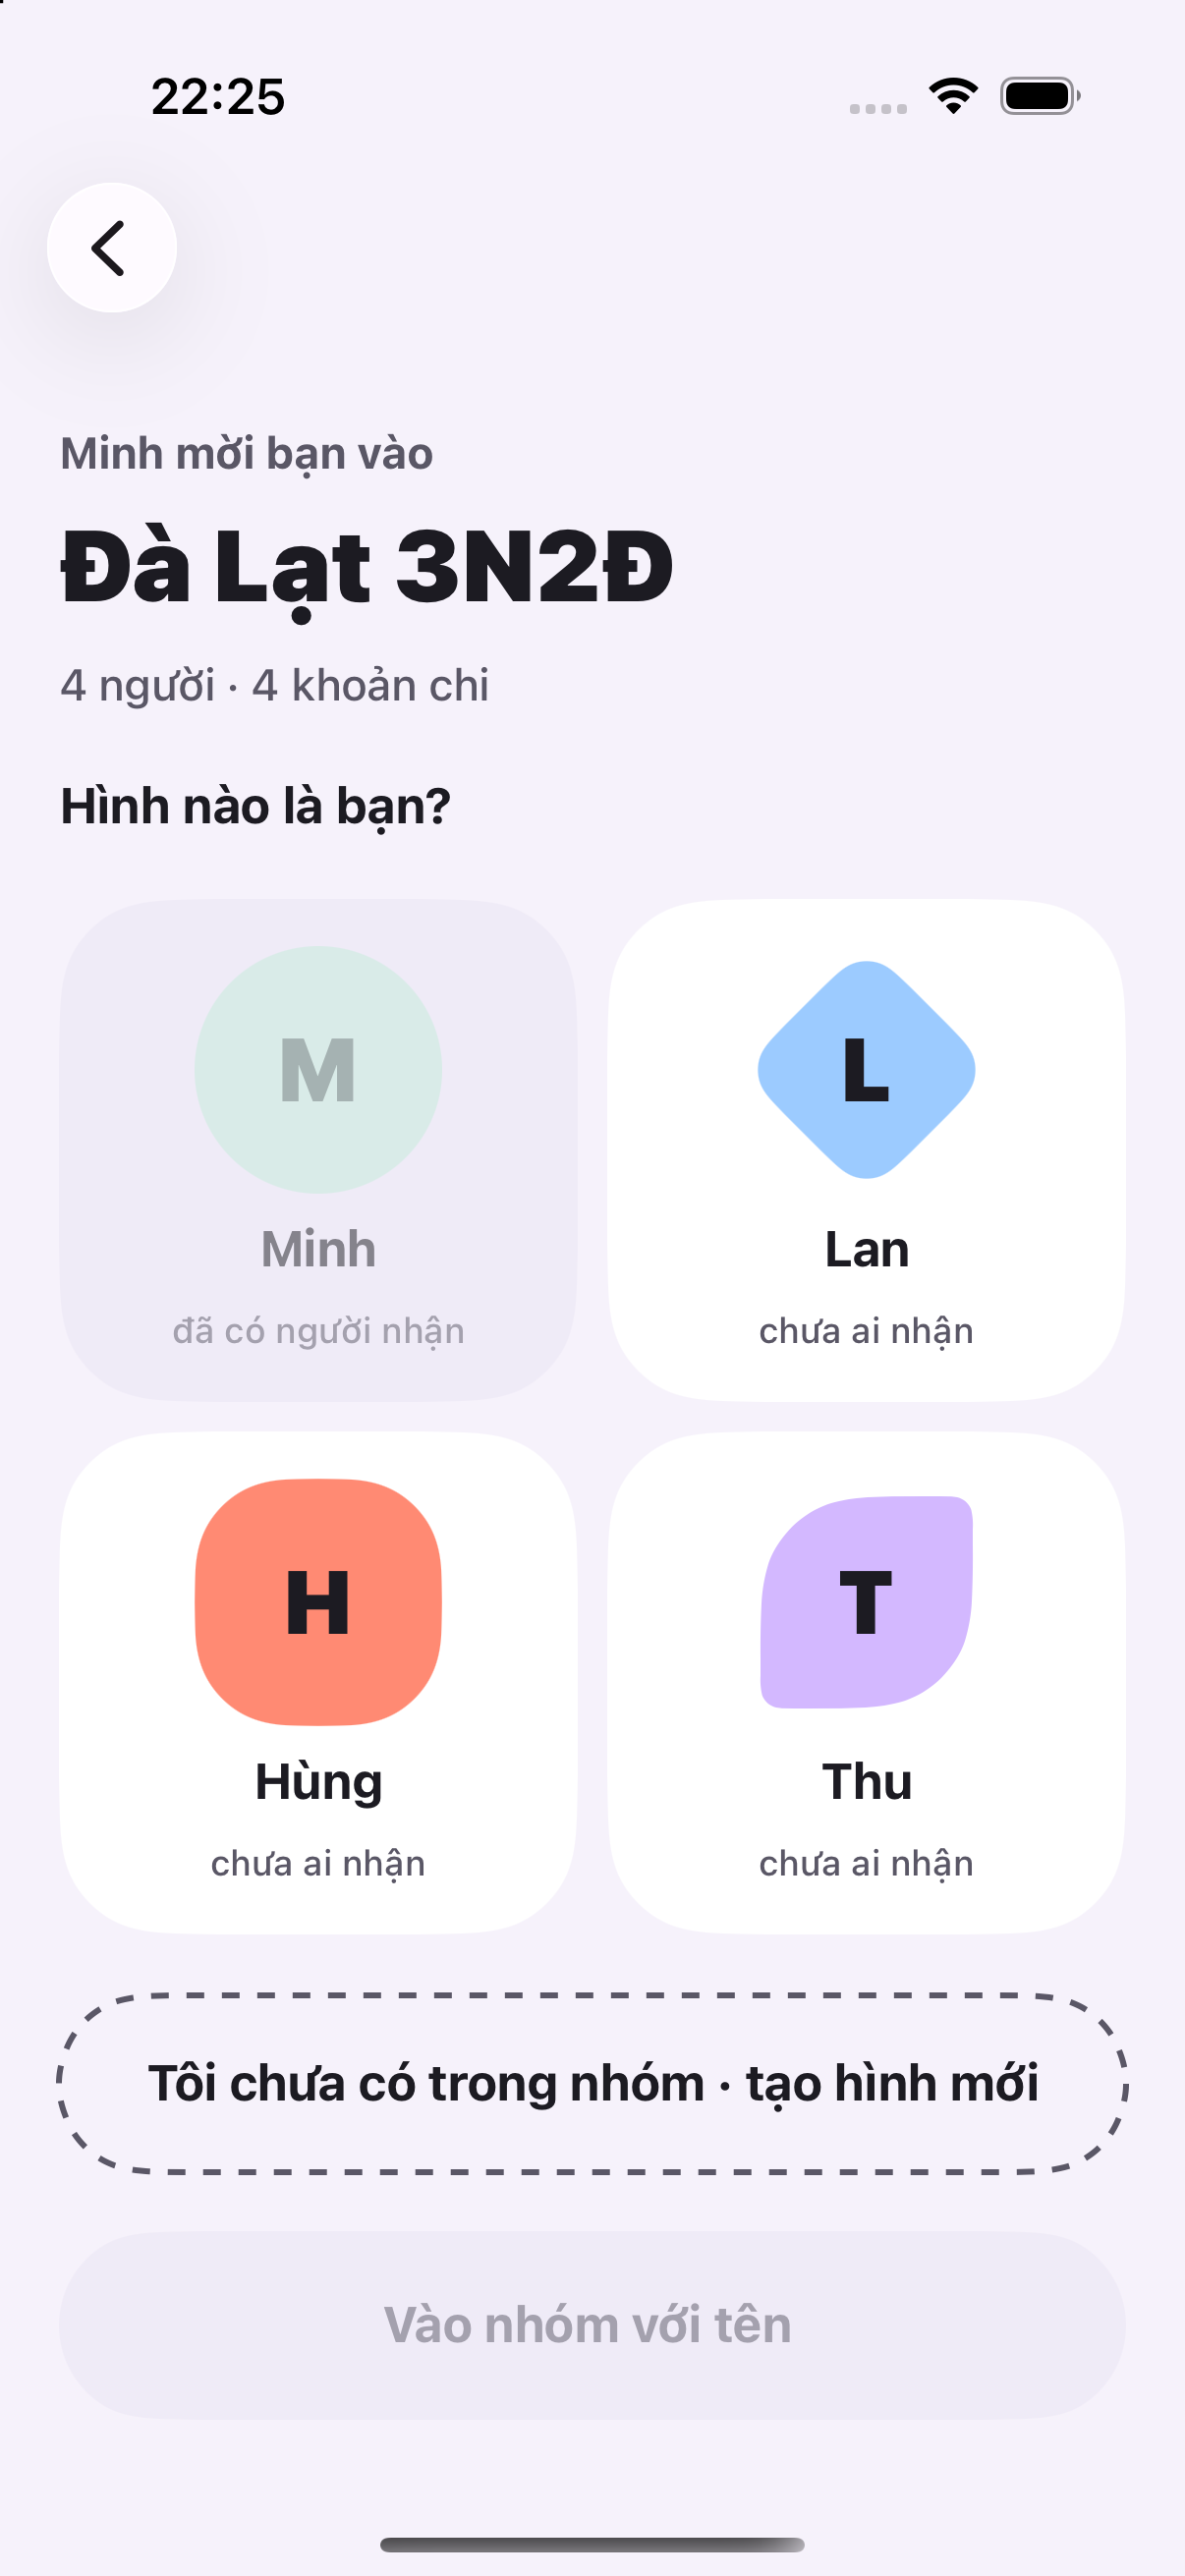 22:25
Minh mời bạn vào
Đà Lạt 3N2Đ
4 người · 4 khoản chi
Hình nào là bạn?
M
L
Minh
Lan
đã có người nhận
chưa ai nhận
H
T
Hùng
Thu
chưa ai nhận
chưa ai nhận
Tôi chưa có trong nhóm · tạo hình mới
Vào nhóm với tên